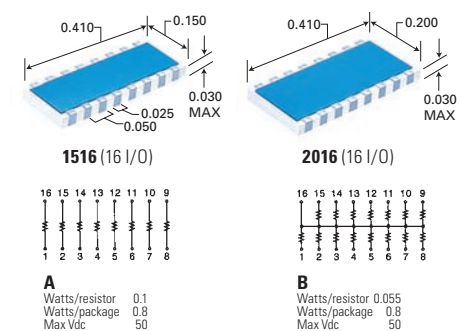 0.410
0.150
0.030
MAX
0.025
0.050
1516 (16 I/O)
0.410
0.200
0.030
MAX
2016 (16 I/O)
16 15 14 13 12 11 10 9
1 2 3 4 5 6 7 8
A
Watts/resistor 0.1
Watts/package 0.8
Max Vdc 50
16 15 14 13 12 11 10 9
1 2 3 4 5 6 7 8
B
Watts/resistor 0.055
Watts/package 0.8
Max Vdc 50